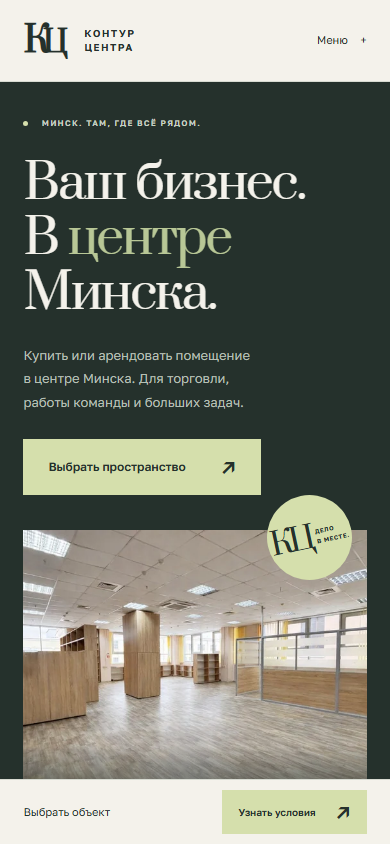 КЦ
КОНТУР
ЦЕНТРА
Меню +
МИНСК. ТАМ, ГДЕ ВСЁ РЯДОМ.
Ваш бизнес.
В центре
Минска.
Купить или арендовать помещение
в центре Минска. Для торговли,
работы команды и больших задач.
Выбрать пространство
КЦ
ДЕЛО
В МЕСТЕ.
Выбрать объект
Узнать условия